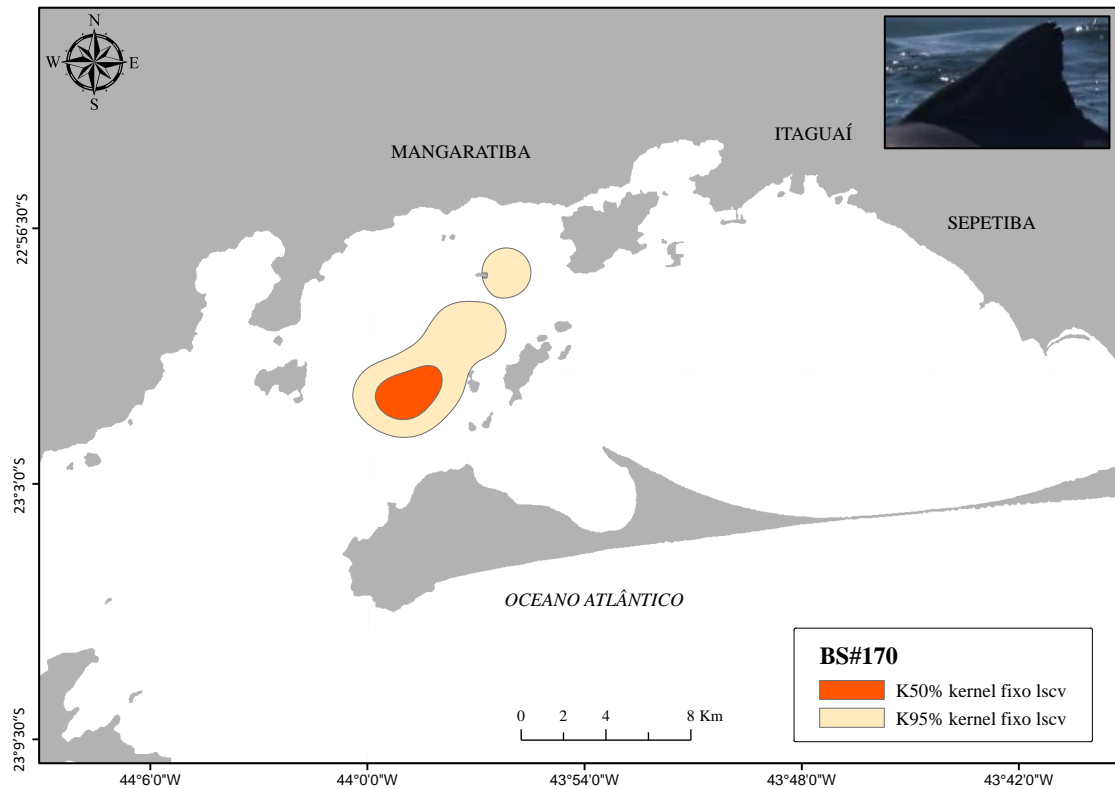 N
W E
S
MANGARATIBA
ITAGUAÍ
SEPETIBA
22°56'30"S
23°3'0"S
23°9'30"S
OCEANO ATLÂNTICO
BS#170
K50% kernel fixo lscv
K95% kernel fixo lscv
0 2 4 8 Km
44°6'0"W 44°0'0"W 43°54'0"W 43°48'0"W 43°42'0"W